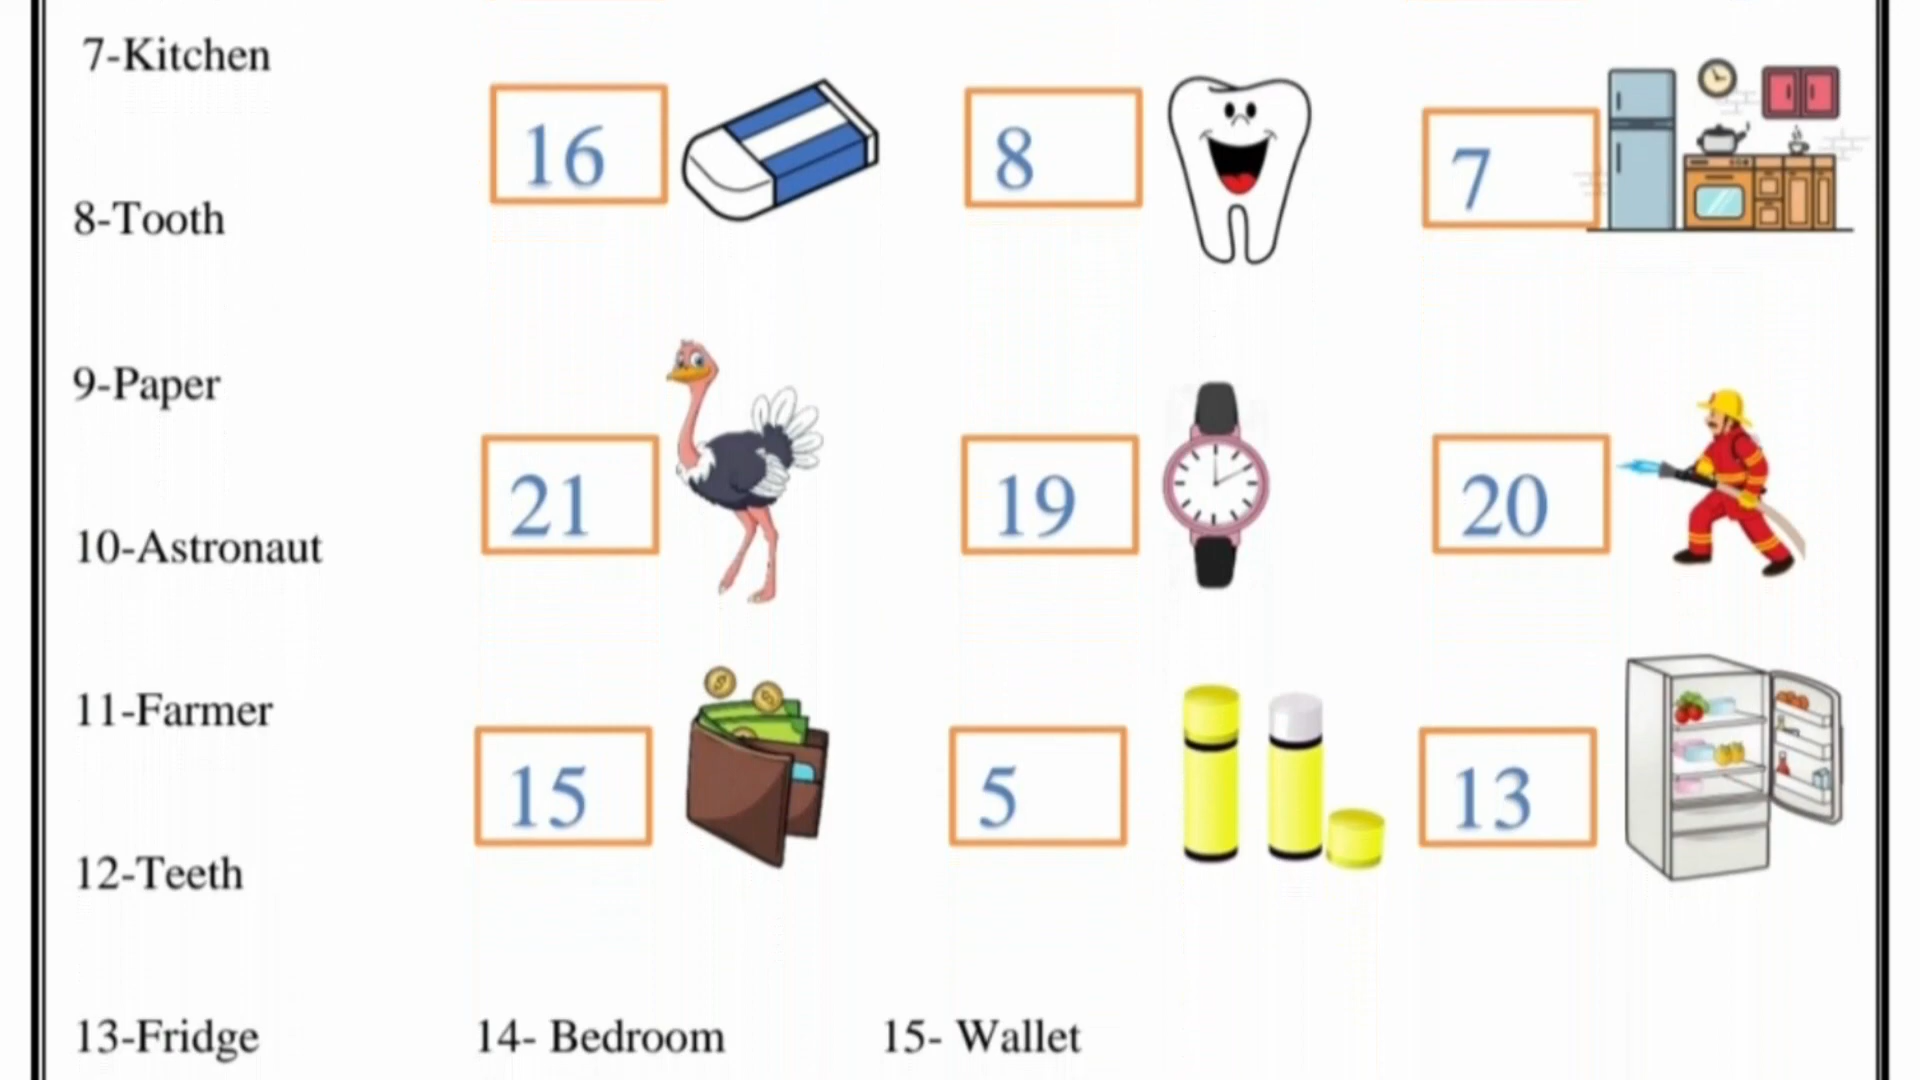 7-Kitchen
16 8 7
8-Tooth
9-Paper
21 19 20
10-Astronaut
11-Farmer
15 5 13
12-Teeth
13-Fridge 14- Bedroom 15- Wallet